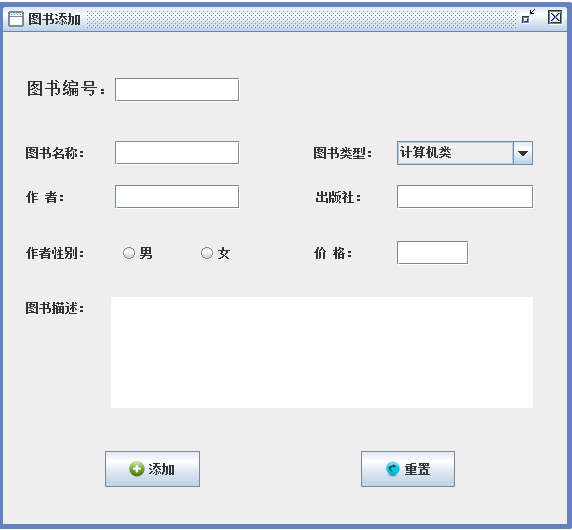 图书添加
图书编号：
图书名称： 图书类型： 计算机类
作 者： 出版社：
作者性别： 男 女 价 格：
图书描述：
添加 重置